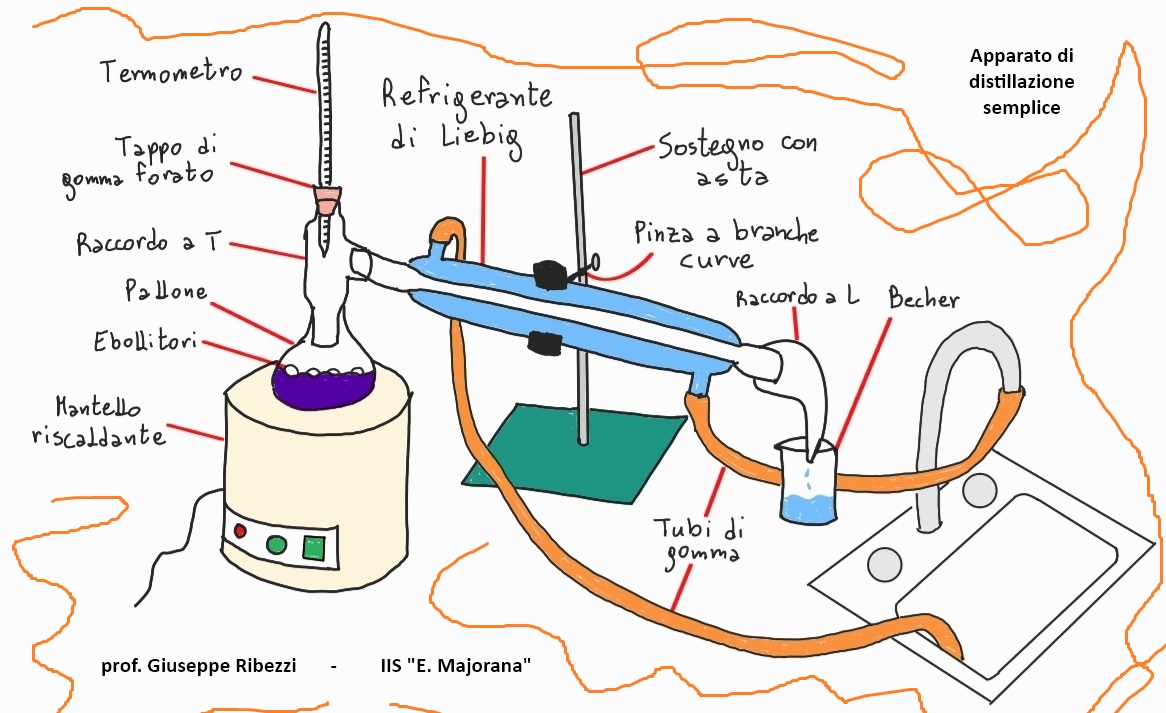 Apparato di
distillazione
semplice
Termometro
Refrigerante
di Liebig
Tappo di
gomma forato
Sostegno con
asta
Raccordo a T
Pinza a branche
curve
Pallone
Raccordo a L
Becher
Ebollitori
Mantello
riscaldante
Tubi di
gomma
prof. Giuseppe Ribezzi - IIS "E. Majorana"